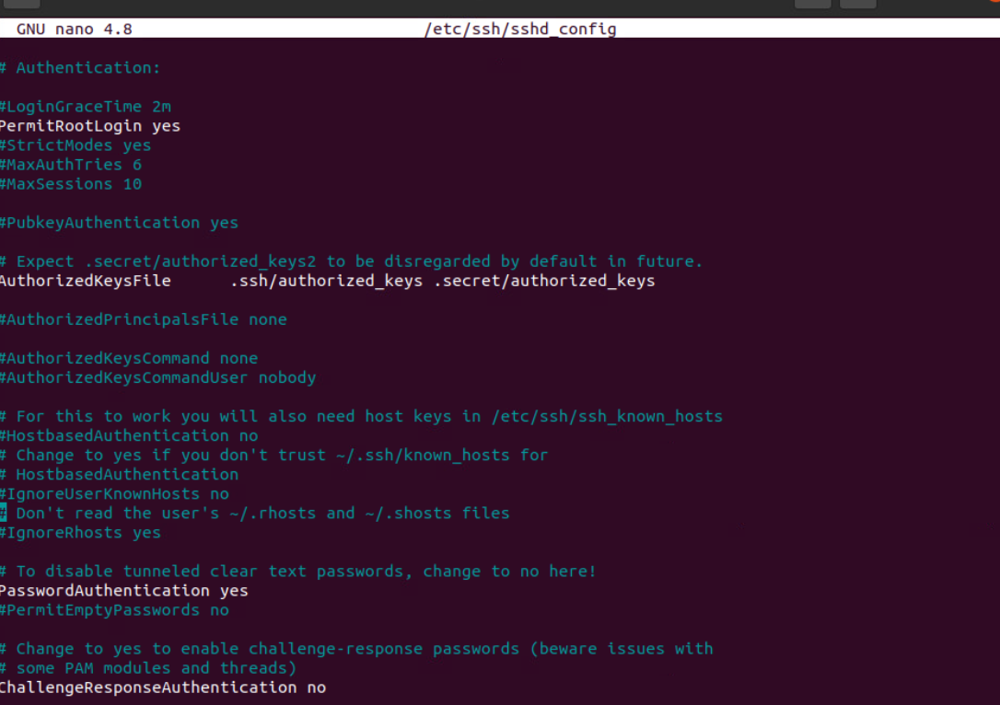 GNU nano 4.8 /etc/ssh/sshd_config
# Authentication:
#LoginGraceTime 2m
PermitRootLogin yes
#StrictModes yes
#MaxAuthTries 6
#MaxSessions 10
#PubkeyAuthentication yes
# Expect .secret/authorized_keys2 to be disregarded by default in future.
AuthorizedKeysFile .ssh/authorized_keys .secret/authorized_keys
#AuthorizedPrincipalsFile none
#AuthorizedKeysCommand none
#AuthorizedKeysCommandUser nobody
# For this to work you will also need host keys in /etc/ssh/ssh_known_hosts
#HostbasedAuthentication no
# Change to yes if you don't trust ~/.ssh/known_hosts for
# HostbasedAuthentication
#IgnoreUserKnownHosts no
# Don't read the user's ~/.rhosts and ~/.shosts files
#IgnoreRhosts yes
# To disable tunneled clear text passwords, change to no here!
PasswordAuthentication yes
#PermitEmptyPasswords no
# Change to yes to enable challenge-response passwords (beware issues with
# some PAM modules and threads)
ChallengeResponseAuthentication no